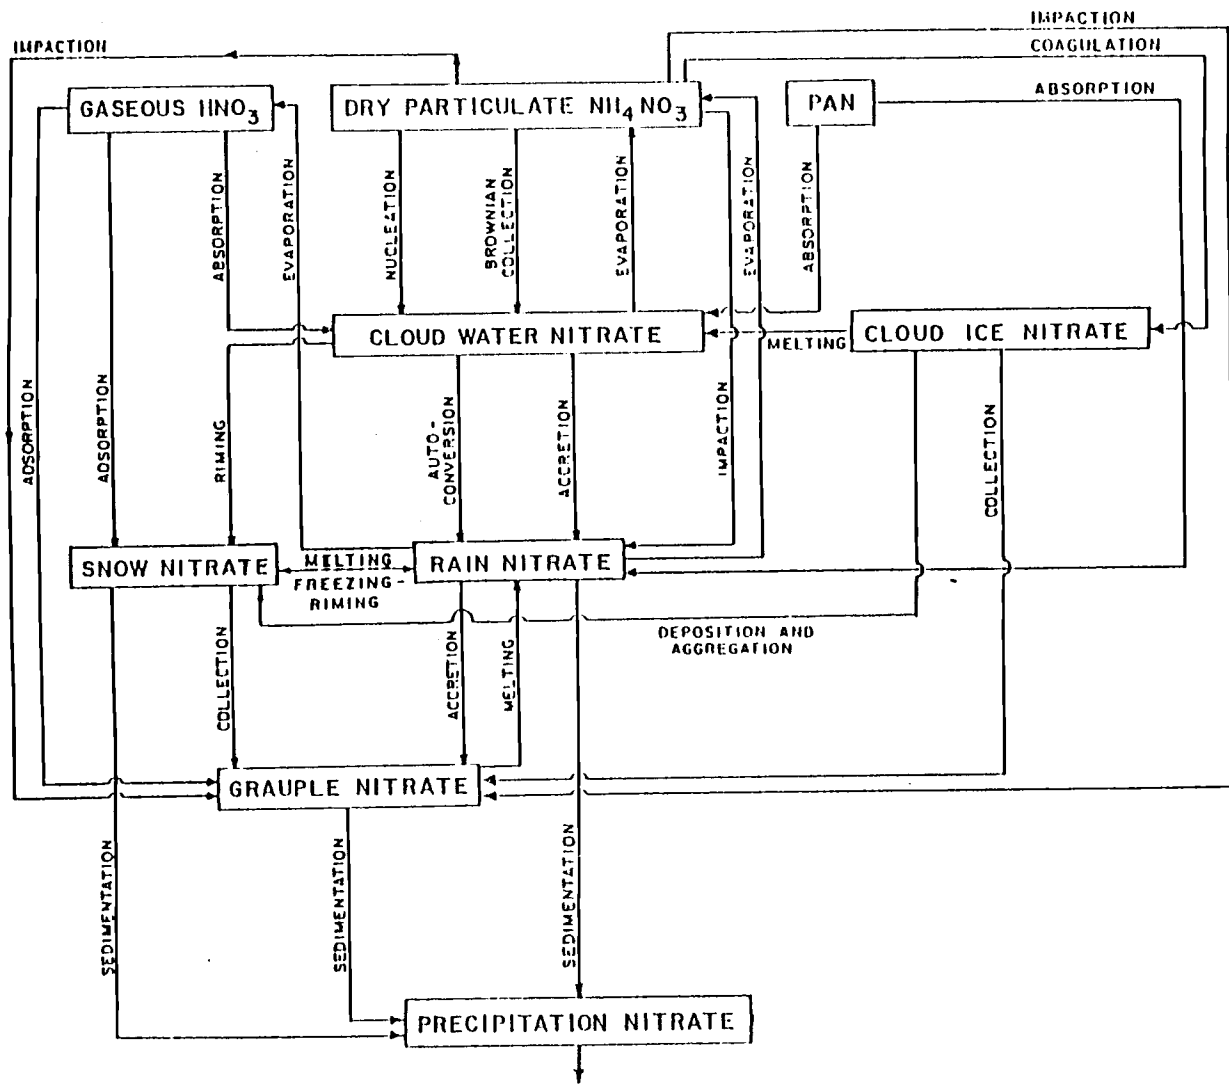 IMPACTION
IMPACTION
COAGULATION
ABSORPTION
GASEOUS HNO3
DRY PARTICULATE NH4NO3
PAN
ABSORPTION
EVAPORATION
NUCLEATION
BROWNIAN
COLLECTION
EVAPORATION
EVAPORATION
ABSORPTION
CLOUD WATER NITRATE
MELTING
CLOUD ICE NITRATE
ADSORPTION
ADSORPTION
RIMING
AUTO-
CONVERSION
ACCRETION
IMPACTION
COLLECTION
SNOW NITRATE
MELTING
FREEZING-
RIMING
RAIN NITRATE
DEPOSITION AND
AGGREGATION
COLLECTION
ACCRETION
MELTING
GRAUPLE NITRATE
SEDIMENTATION
SEDIMENTATION
SEDIMENTATION
PRECIPITATION NITRATE